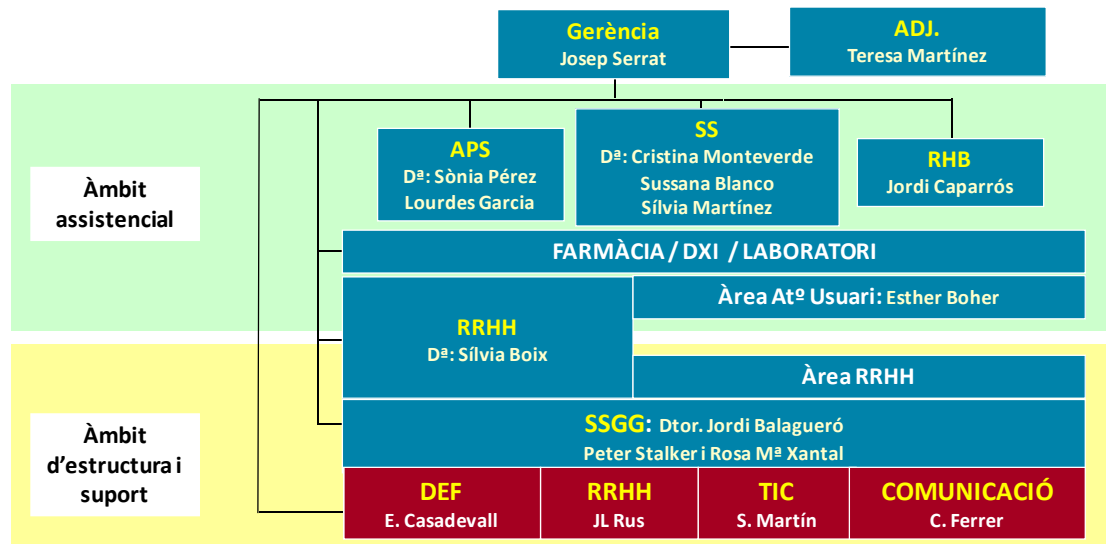 Gerència
Josep Serrat
ADJ.
Teresa Martínez
Àmbit
assistencial
APS
Dª: Sònia Pérez
Lourdes Garcia
SS
Dª: Cristina Monteverde
Sussana Blanco
Sílvia Martínez
RHB
Jordi Caparrós
FARMÀCIA / DXI / LABORATORI
Àrea Atº Usuari: Esther Boher
RRHH
Dª: Sílvia Boix
Àrea RRHH
Àmbit
d'estructura i
suport
SSGG: Dtor. Jordi Balagueró
Peter Stalker i Rosa Mª Xantal
DEF
E. Casadevall
RRHH
JL Rus
TIC
S. Martín
COMUNICACIÓ
C. Ferrer